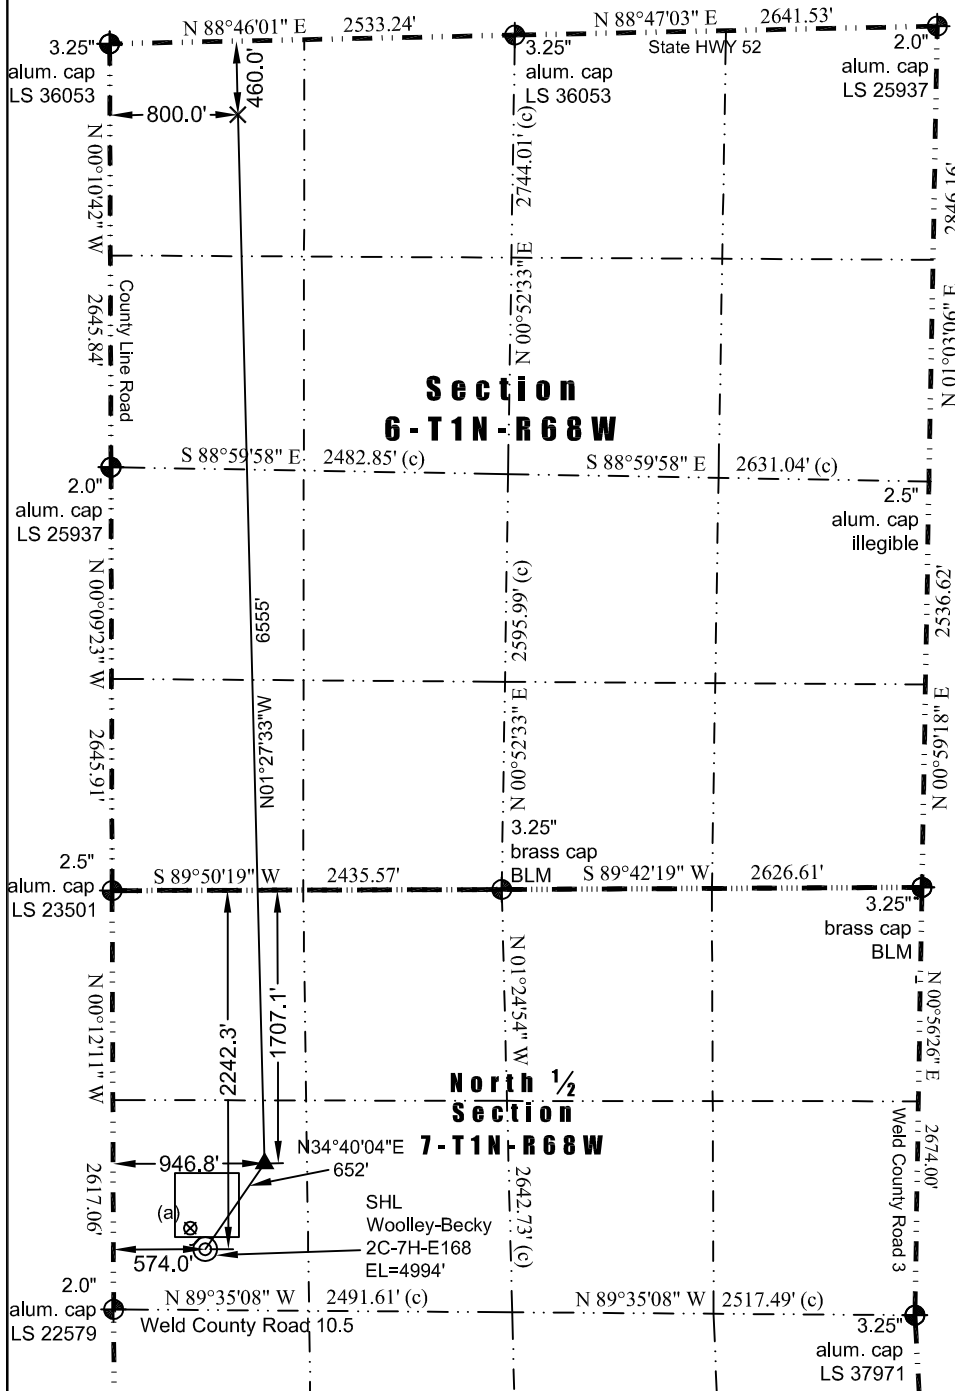 N 88°46'01" E 2533.24'
N 88°47'03" E 2641.53'
State HWY 52
3.25"
alum. cap
LS 36053
3.25"
alum. cap
LS 36053
2.0"
alum. cap
LS 25937
460.0'
800.0'
N 00°10'42" W 2645.84'
County Line Road
2744.01' (c)
N 00°52'33" E
2846.16'
N 01°03'06" E
Section
6-T1N-R68W
S 88°59'58" E 2482.85' (c)
S 88°59'58" E 2631.04' (c)
2.0"
alum. cap
LS 25937
2.5"
alum. cap
illegible
N 00°09'23" W 2645.91'
6555'
N01°27'33"W
2595.99' (c)
N 00°52'33" E
2536.62'
N 00°59'18" E
3.25"
brass cap
BLM
2.5"
alum. cap
LS 23501
S 89°50'19" W 2435.57'
S 89°42'19" W 2626.61'
3.25"
brass cap
BLM
N 00°12'11" W 2617.06'
2242.3'
1707.1'
N 01°24'54" W 2642.73' (c)
N 00°56'26" E 2674.00'
Weld County Road 3
North ½
Section
7-T1N-R68W
946.8'
N34°40'04"E
652'
(a)
SHL
Woolley-Becky
2C-7H-E168
EL=4994'
574.0'
2.0"
alum. cap
LS 22579
N 89°35'08" W 2491.61' (c)
N 89°35'08" W 2517.49' (c)
Weld County Road 10.5
3.25"
alum. cap
LS 37971